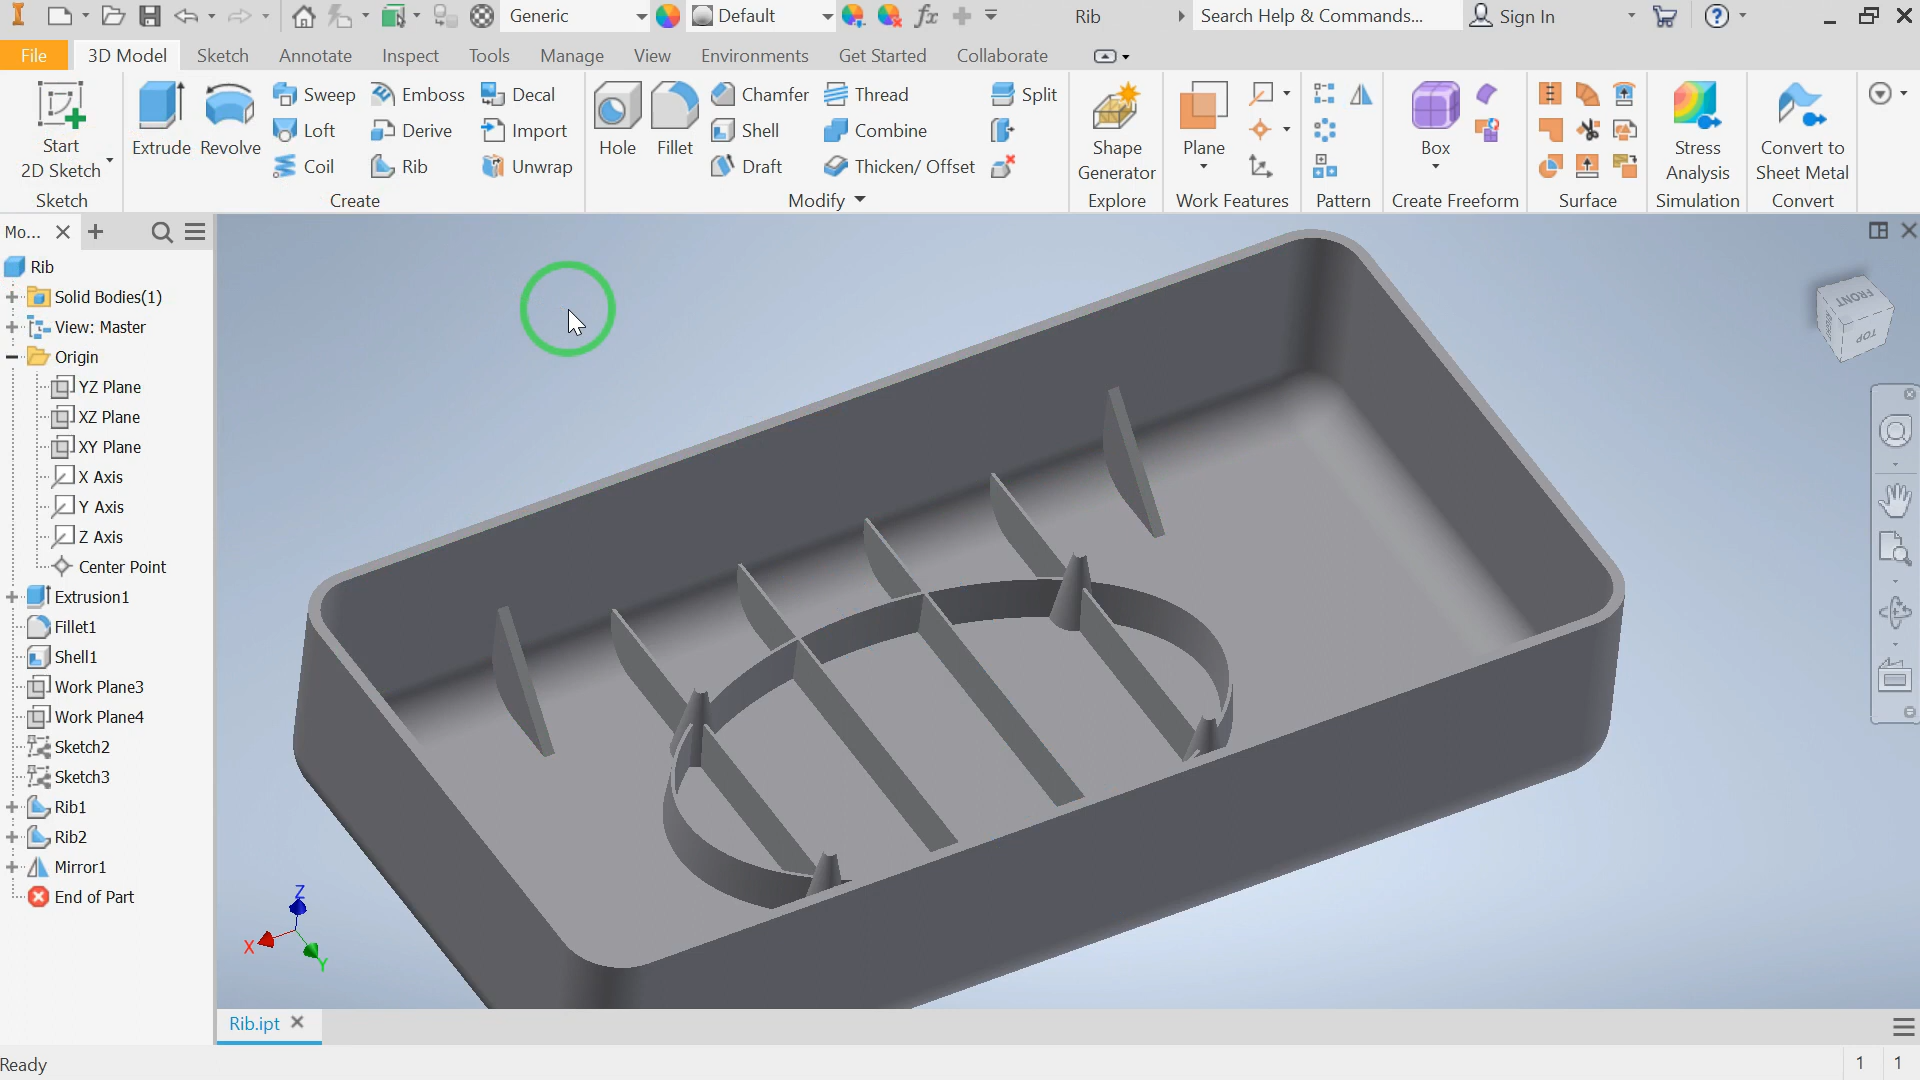 Generic Default fx Rib Search Help & Commands... Sign In
File 3D Model Sketch Annotate Inspect Tools Manage View Environments Get Started Collaborate
Start
2D Sketch
Sketch
Extrude Revolve Sweep Emboss Decal
Loft Derive Import
Coil Rib Unwrap
Create
Hole Fillet Chamfer Thread Split
Shell Combine
Draft Thicken/ Offset
Modify
Shape
Generator
Explore
Plane
Work Features
Pattern
Box
Create Freeform
Surface
Stress
Analysis
Simulation
Convert to
Sheet Metal
Convert
Mo...
Rib
Solid Bodies(1)
View: Master
Origin
YZ Plane
XZ Plane
XY Plane
X Axis
Y Axis
Z Axis
Center Point
Extrusion1
Fillet1
Shell1
Work Plane3
Work Plane4
Sketch2
Sketch3
Rib1
Rib2
Mirror1
End of Part
FRONT
TOP
Z
X
Y
Rib.ipt
Ready 1 1